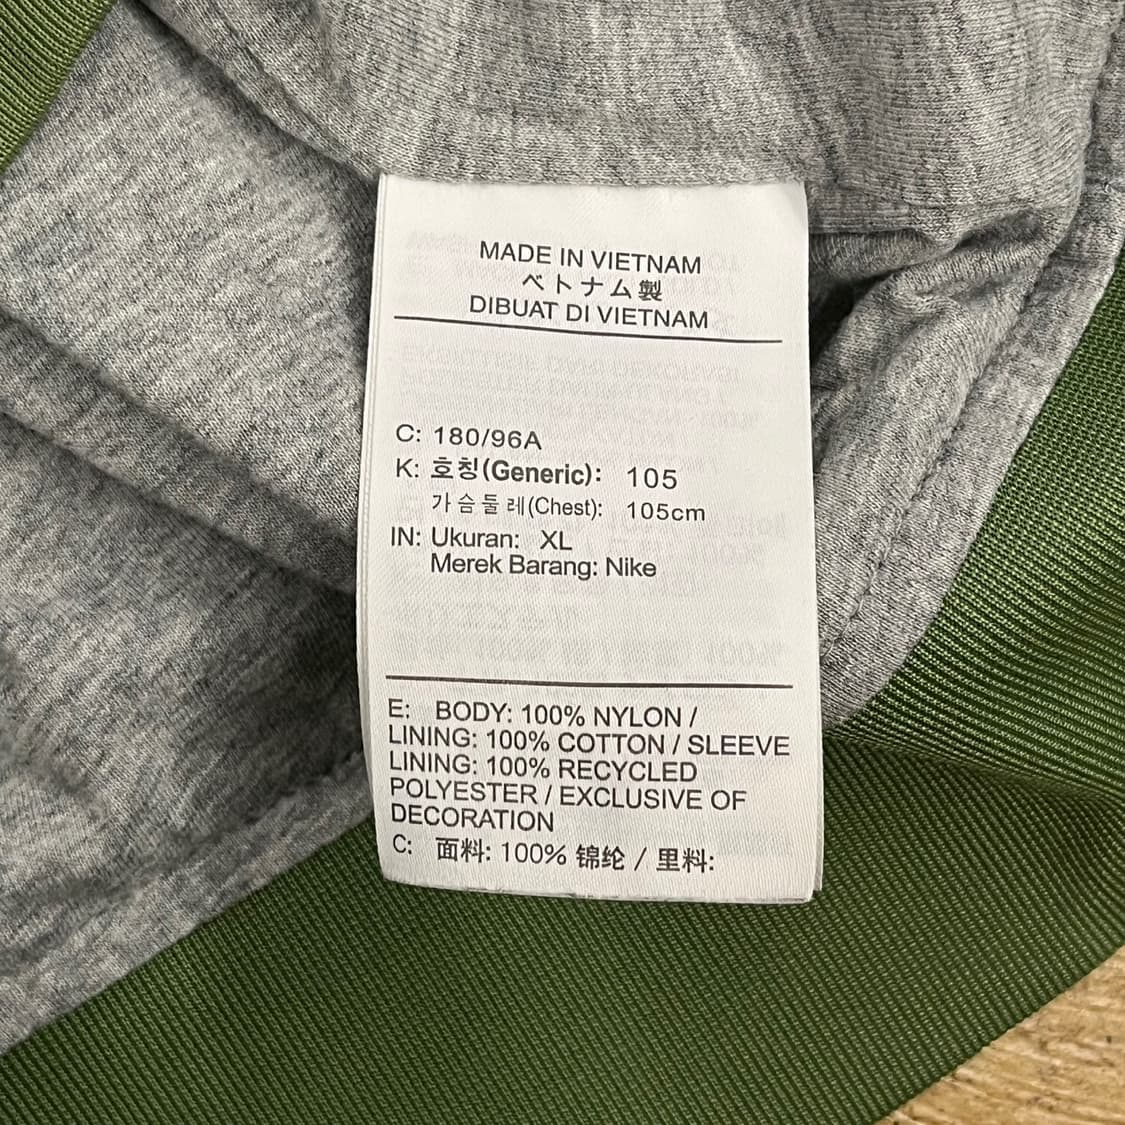 MADE IN VIETNAM
ベトナム製
DIBUAT DI VIETNAM
C: 180/96A
K: 호칭(Generic): 105
가슴둘레(Chest): 105cm
IN: Ukuran: XL
Merek Barang: Nike
E: BODY: 100% NYLON /
LINING: 100% COTTON / SLEEVE
LINING: 100% RECYCLED
POLYESTER / EXCLUSIVE OF
DECORATION
C: 面料: 100% 锦纶 / 里料: